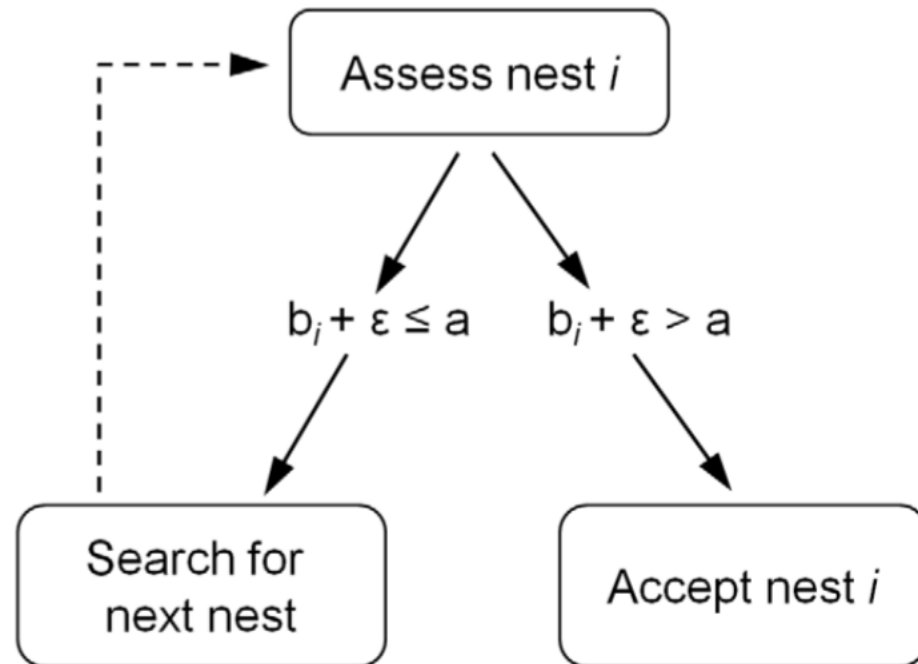 Assess nest i
bᵢ + ε ≤ a
bᵢ + ε > a
Search for
next nest
Accept nest i